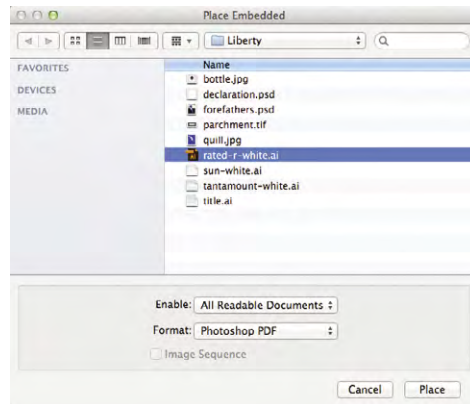 Place Embedded
Liberty
FAVORITES
DEVICES
MEDIA
Name
bottle.jpg
declaration.psd
forefathers.psd
parchment.tif
quill.jpg
rated-r-white.ai
sun-white.ai
tantamount-white.ai
title.ai
Enable: All Readable Documents
Format: Photoshop PDF
Image Sequence
Cancel Place